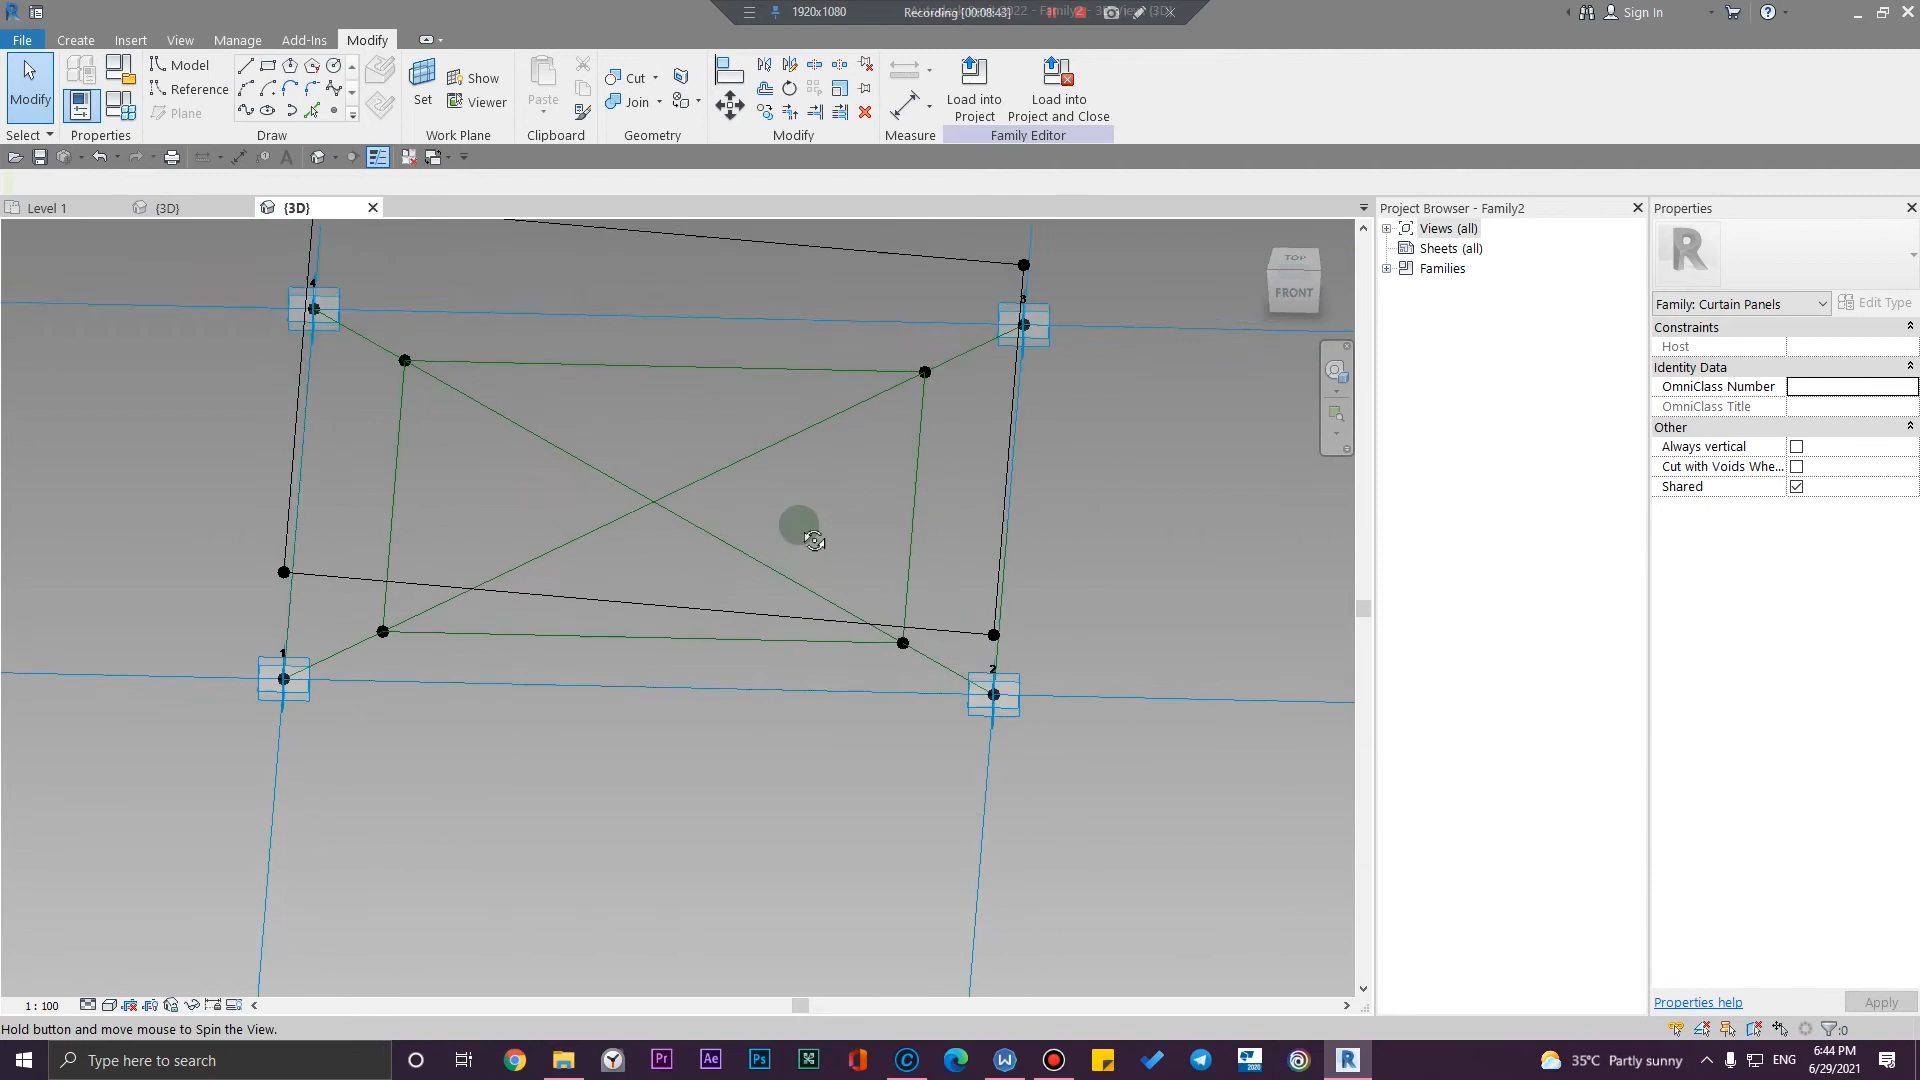 1920x1080
Recording [00:08:43]
Sign In
File
Create
Insert
View
Manage
Add-Ins
Modify
Modify
Select
Properties
Model
Reference
Plane
Draw
Set
Show
Viewer
Work Plane
Paste
Clipboard
Cut
Join
Geometry
Modify
Measure
Load into
Project
Load into
Project and Close
Family Editor
Level 1
{3D}
{3D}
Project Browser - Family2
Views (all)
Sheets (all)
Families
Properties
Family: Curtain Panels
Edit Type
Constraints
Host
Identity Data
OmniClass Number
OmniClass Title
Other
Always vertical
Cut with Voids Whe...
Shared
Properties help
Apply
TOP
FRONT
4
3
1
2
1 : 100
Hold button and move mouse to Spin the View.
:0
Type here to search
Pr
Ae
Ps
2020
35°C Partly sunny
ENG
6:44 PM
6/29/2021